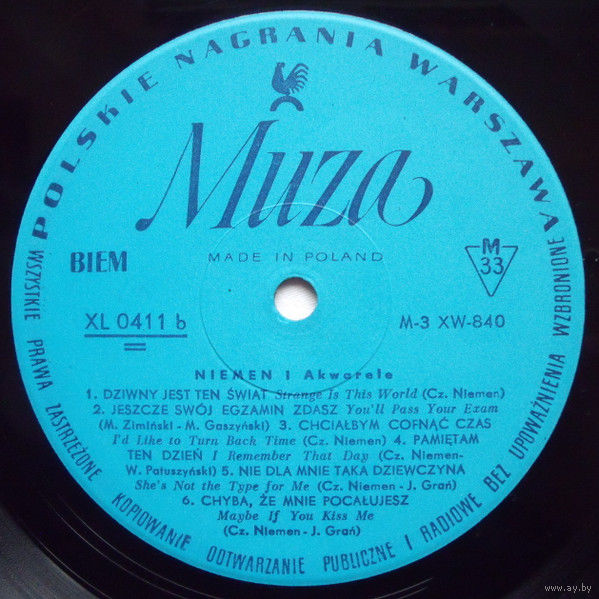 POLSKIE NAGRANIA WARSZAWA
Muza
MADE IN POLAND
BIEM
M
33
XL 0411 b
M-3 XW-840
NIEMEN i Akwarele
1. DZIWNY JEST TEN ŚWIAT Strange Is This World (Cz. Niemen)
2. JESZCZE SWÓJ EGZAMIN ZDASZ You'll Pass Your Exam
(M. Zimiński - M. Gaszyński) 3. CHCIAŁBYM COFNĄĆ CZAS
I'd Like to Turn Back Time (Cz. Niemen) 4. PAMIĘTAM
TEN DZIEŃ I Remember That Day (Cz. Niemen-
W. Patuszyński) 5. NIE DLA MNIE TAKA DZIEWCZYNA
She's Not the Type for Me (Cz. Niemen - J. Grań)
6. CHYBA, ŻE MNIE POCAŁUJESZ
Maybe If You Kiss Me
(Cz. Niemen - J. Grań)
WSZYSTKIE PRAWA ZASTRZEŻONE KOPIOWANIE ODTWARZANIE PUBLICZNE I RADIOWE BEZ UPOWAŻNIENIA WZBRONIONE
www.ay.by